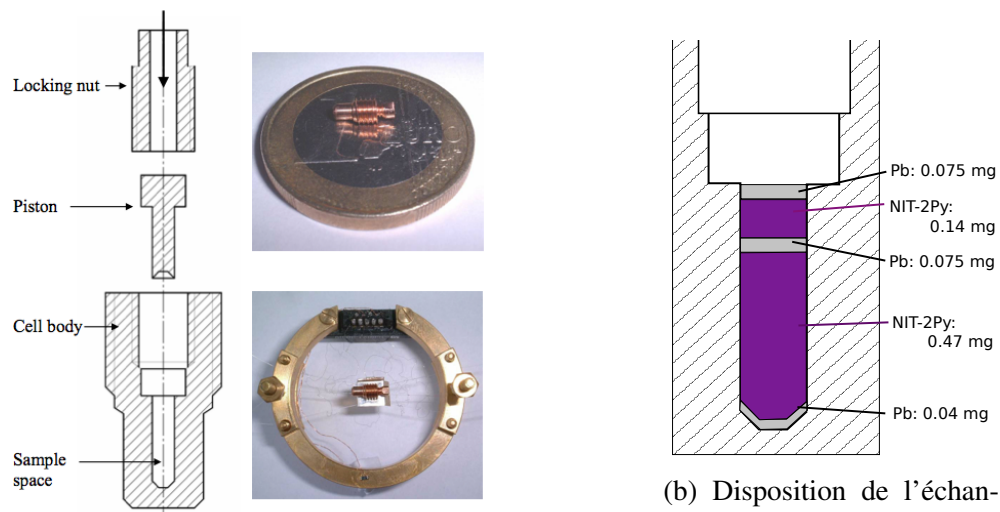 Locking nut
Piston
Cell body
Sample
space
Pb: 0.075 mg
NIT-2Py:
0.14 mg
Pb: 0.075 mg
NIT-2Py:
0.47 mg
Pb: 0.04 mg
(b) Disposition de l'échan-